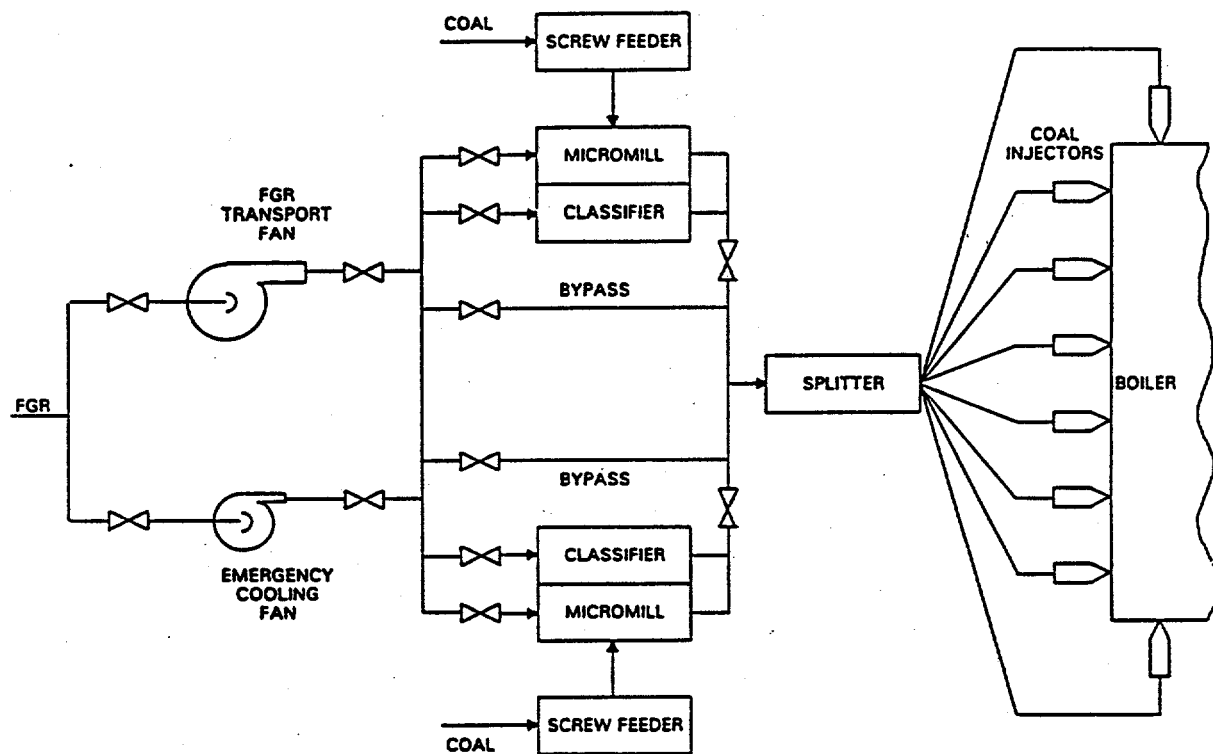 COAL
SCREW FEEDER
MICROMILL
CLASSIFIER
FGR
TRANSPORT
FAN
COAL
INJECTORS
BYPASS
SPLITTER
BOILER
FGR
BYPASS
CLASSIFIER
MICROMILL
EMERGENCY
COOLING
FAN
SCREW FEEDER
COAL